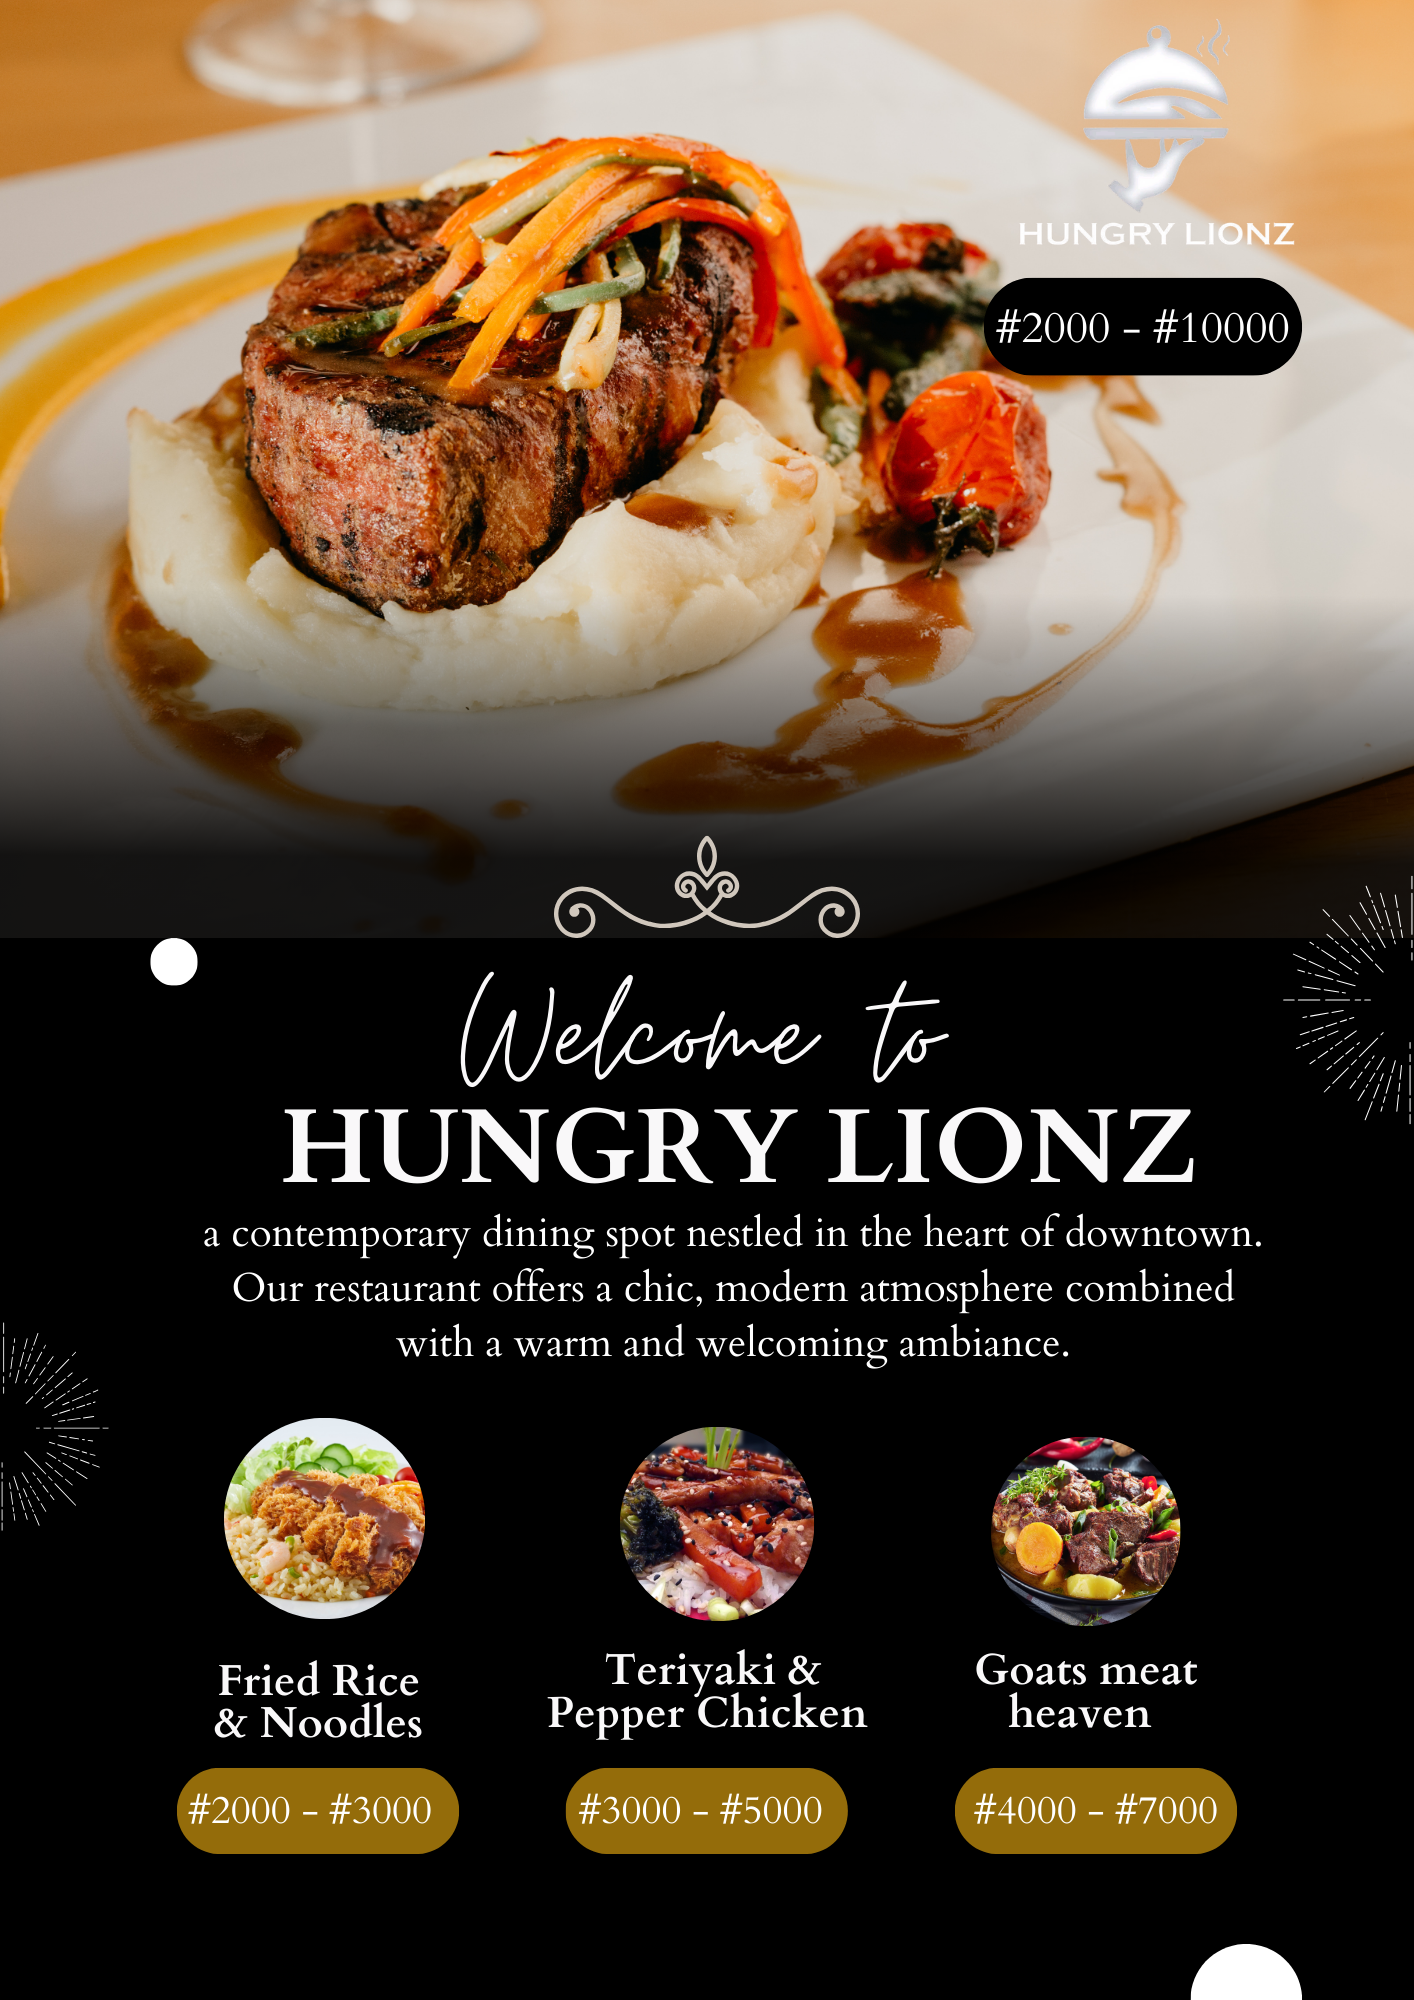 HUNGRY LIONZ
#2000 - #10000
Welcome to
HUNGRY LIONZ
a contemporary dining spot nestled in the heart of downtown.
Our restaurant offers a chic, modern atmosphere combined
with a warm and welcoming ambiance.
Fried Rice
& Noodles
#2000 - #3000
Teriyaki &
Pepper Chicken
#3000 - #5000
Goats meat
heaven
#4000 - #7000